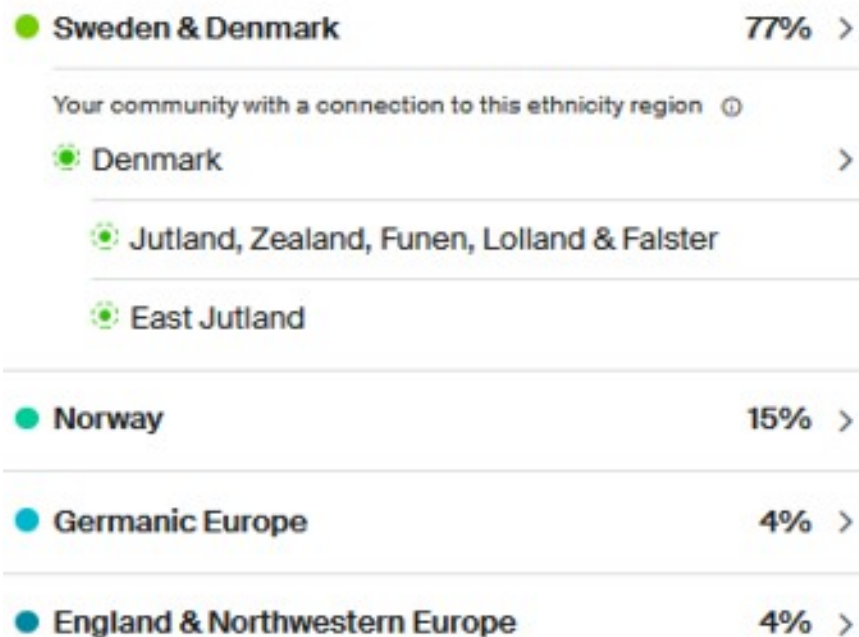 Sweden & Denmark 77%
Your community with a connection to this ethnicity region
Denmark
Jutland, Zealand, Funen, Lolland & Falster
East Jutland
Norway 15%
Germanic Europe 4%
England & Northwestern Europe 4%